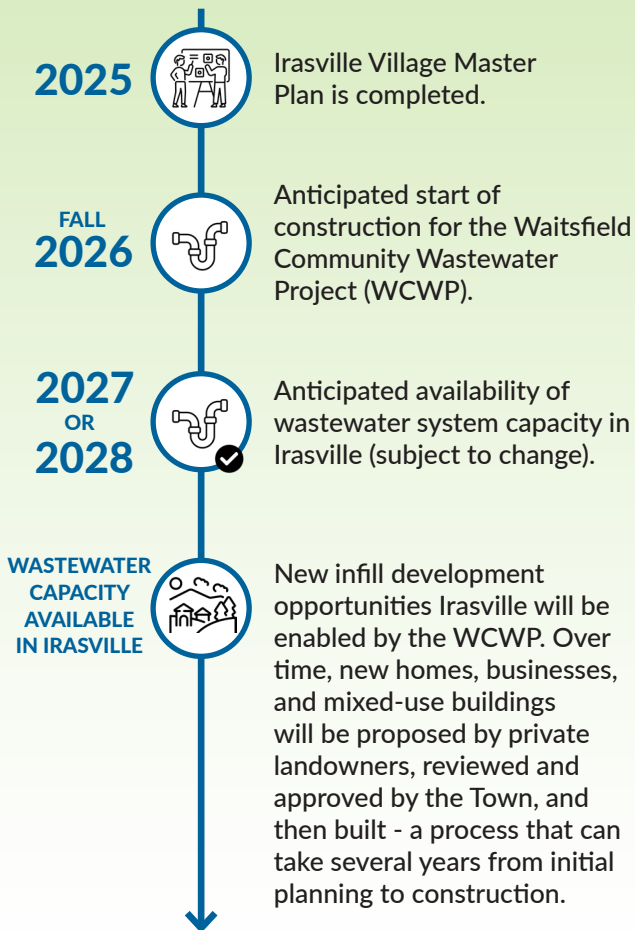 2025
Irasville Village Master
Plan is completed.
FALL
2026
Anticipated start of
construction for the Waitsfield
Community Wastewater
Project (WCWP).
2027
OR
2028
Anticipated availability of
wastewater system capacity in
Irasville (subject to change).
WASTEWATER
CAPACITY
AVAILABLE
IN IRASVILLE
New infill development
opportunities Irasville will be
enabled by the WCWP. Over
time, new homes, businesses,
and mixed-use buildings
will be proposed by private
landowners, reviewed and
approved by the Town, and
then built - a process that can
take several years from initial
planning to construction.